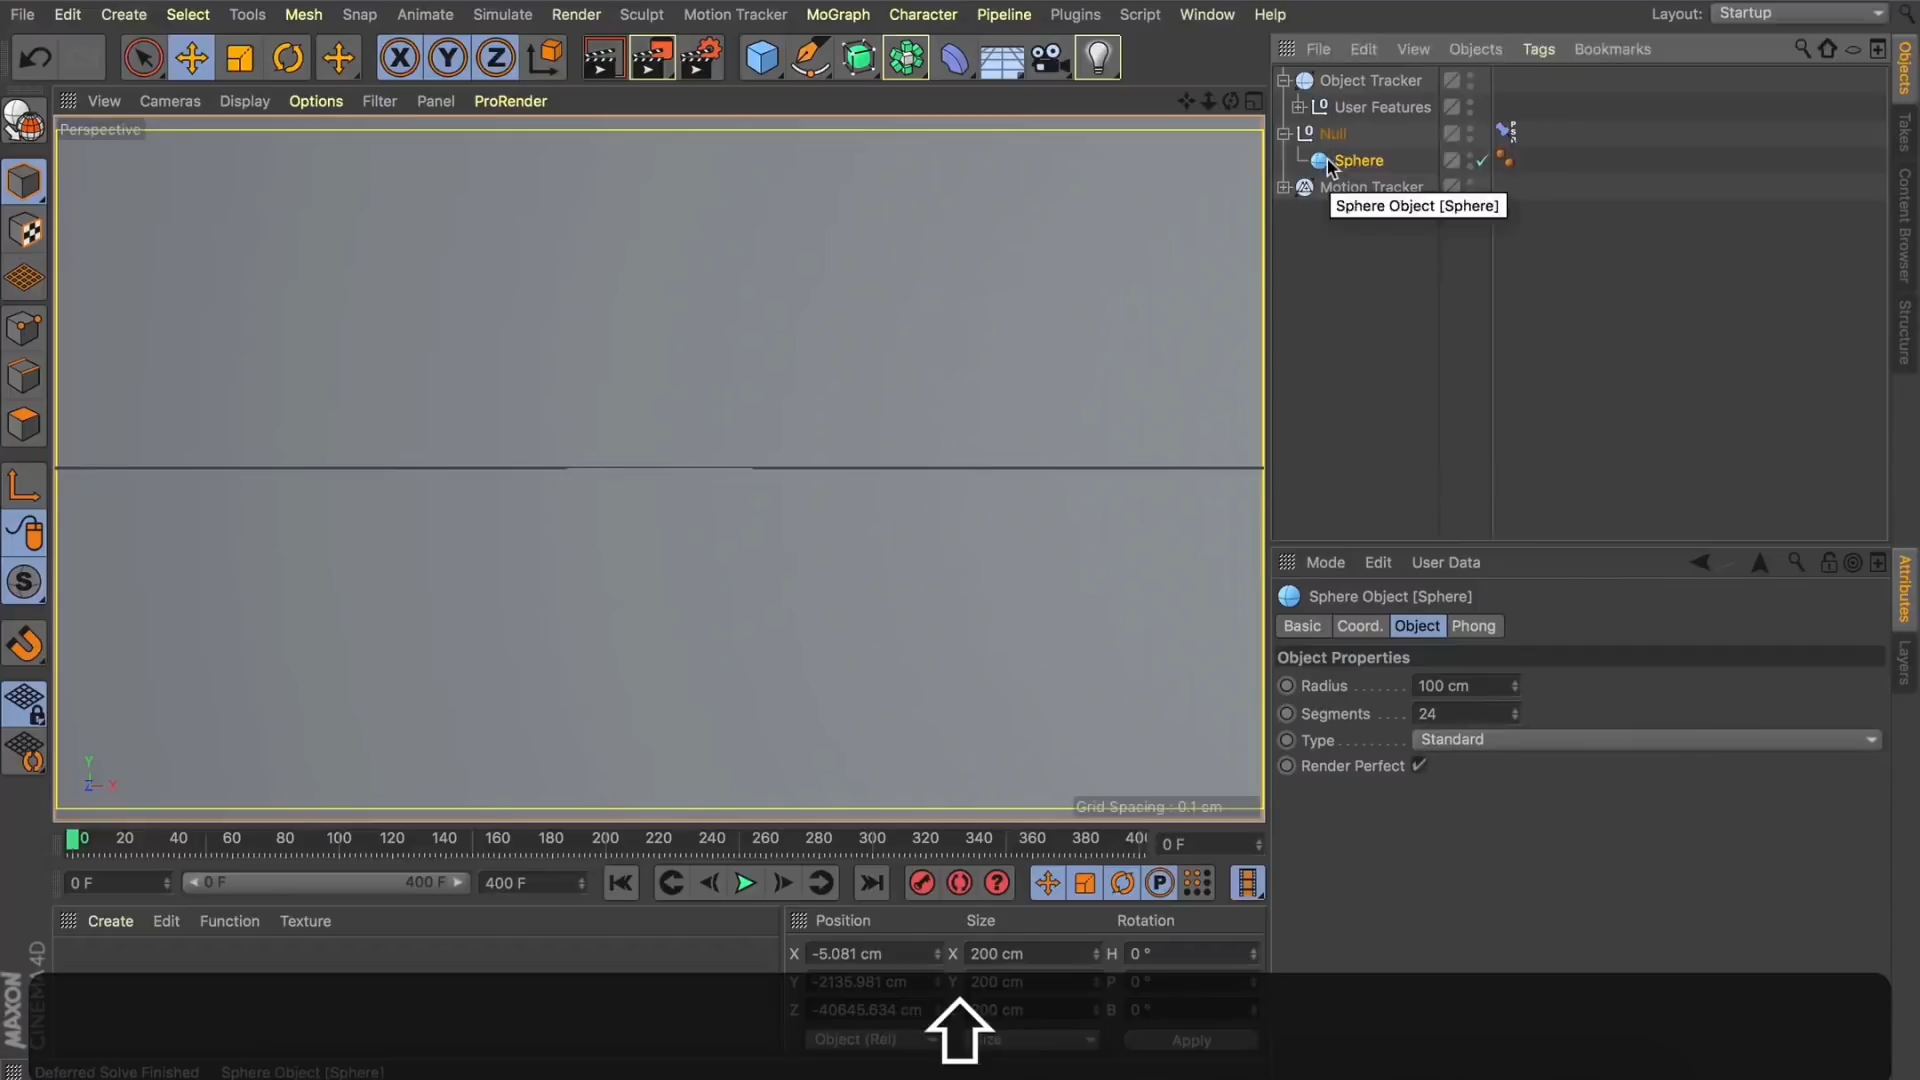 File Edit Create Select Tools Mesh Snap Animate Simulate Render Sculpt Motion Tracker MoGraph Character Pipeline Plugins Script Window Help Layout: Startup
X Y Z
File Edit View Objects Tags Bookmarks
View Cameras Display Options Filter Panel ProRender
Perspective
Object Tracker
User Features
Null
Sphere
Motion Tracker
Sphere Object [Sphere]
Objects
Takes
Content Browser
Structure
Mode Edit User Data
Sphere Object [Sphere]
Basic Coord. Object Phong
Object Properties
Radius 100 cm
Segments 24
Type Standard
Render Perfect
Attributes
Layers
S
Y
Z
Grid Spacing : 0.1 cm
0 20 40 60 80 100 120 140 160 180 200 220 240 260 280 300 320 340 360 380 40
0 F
0 F 0 F 400 F 400 F
P
Create Edit Function Texture
Position Size Rotation
X -5.081 cm X 200 cm H 0 °
Y -2135.981 cm Y 200 cm P 0 °
Z -40645.634 cm 200 cm B 0 °
Object (Rel) Size Apply
MAXON
CINEMA 4D
Deferred Solve Finished Sphere Object [Sphere]